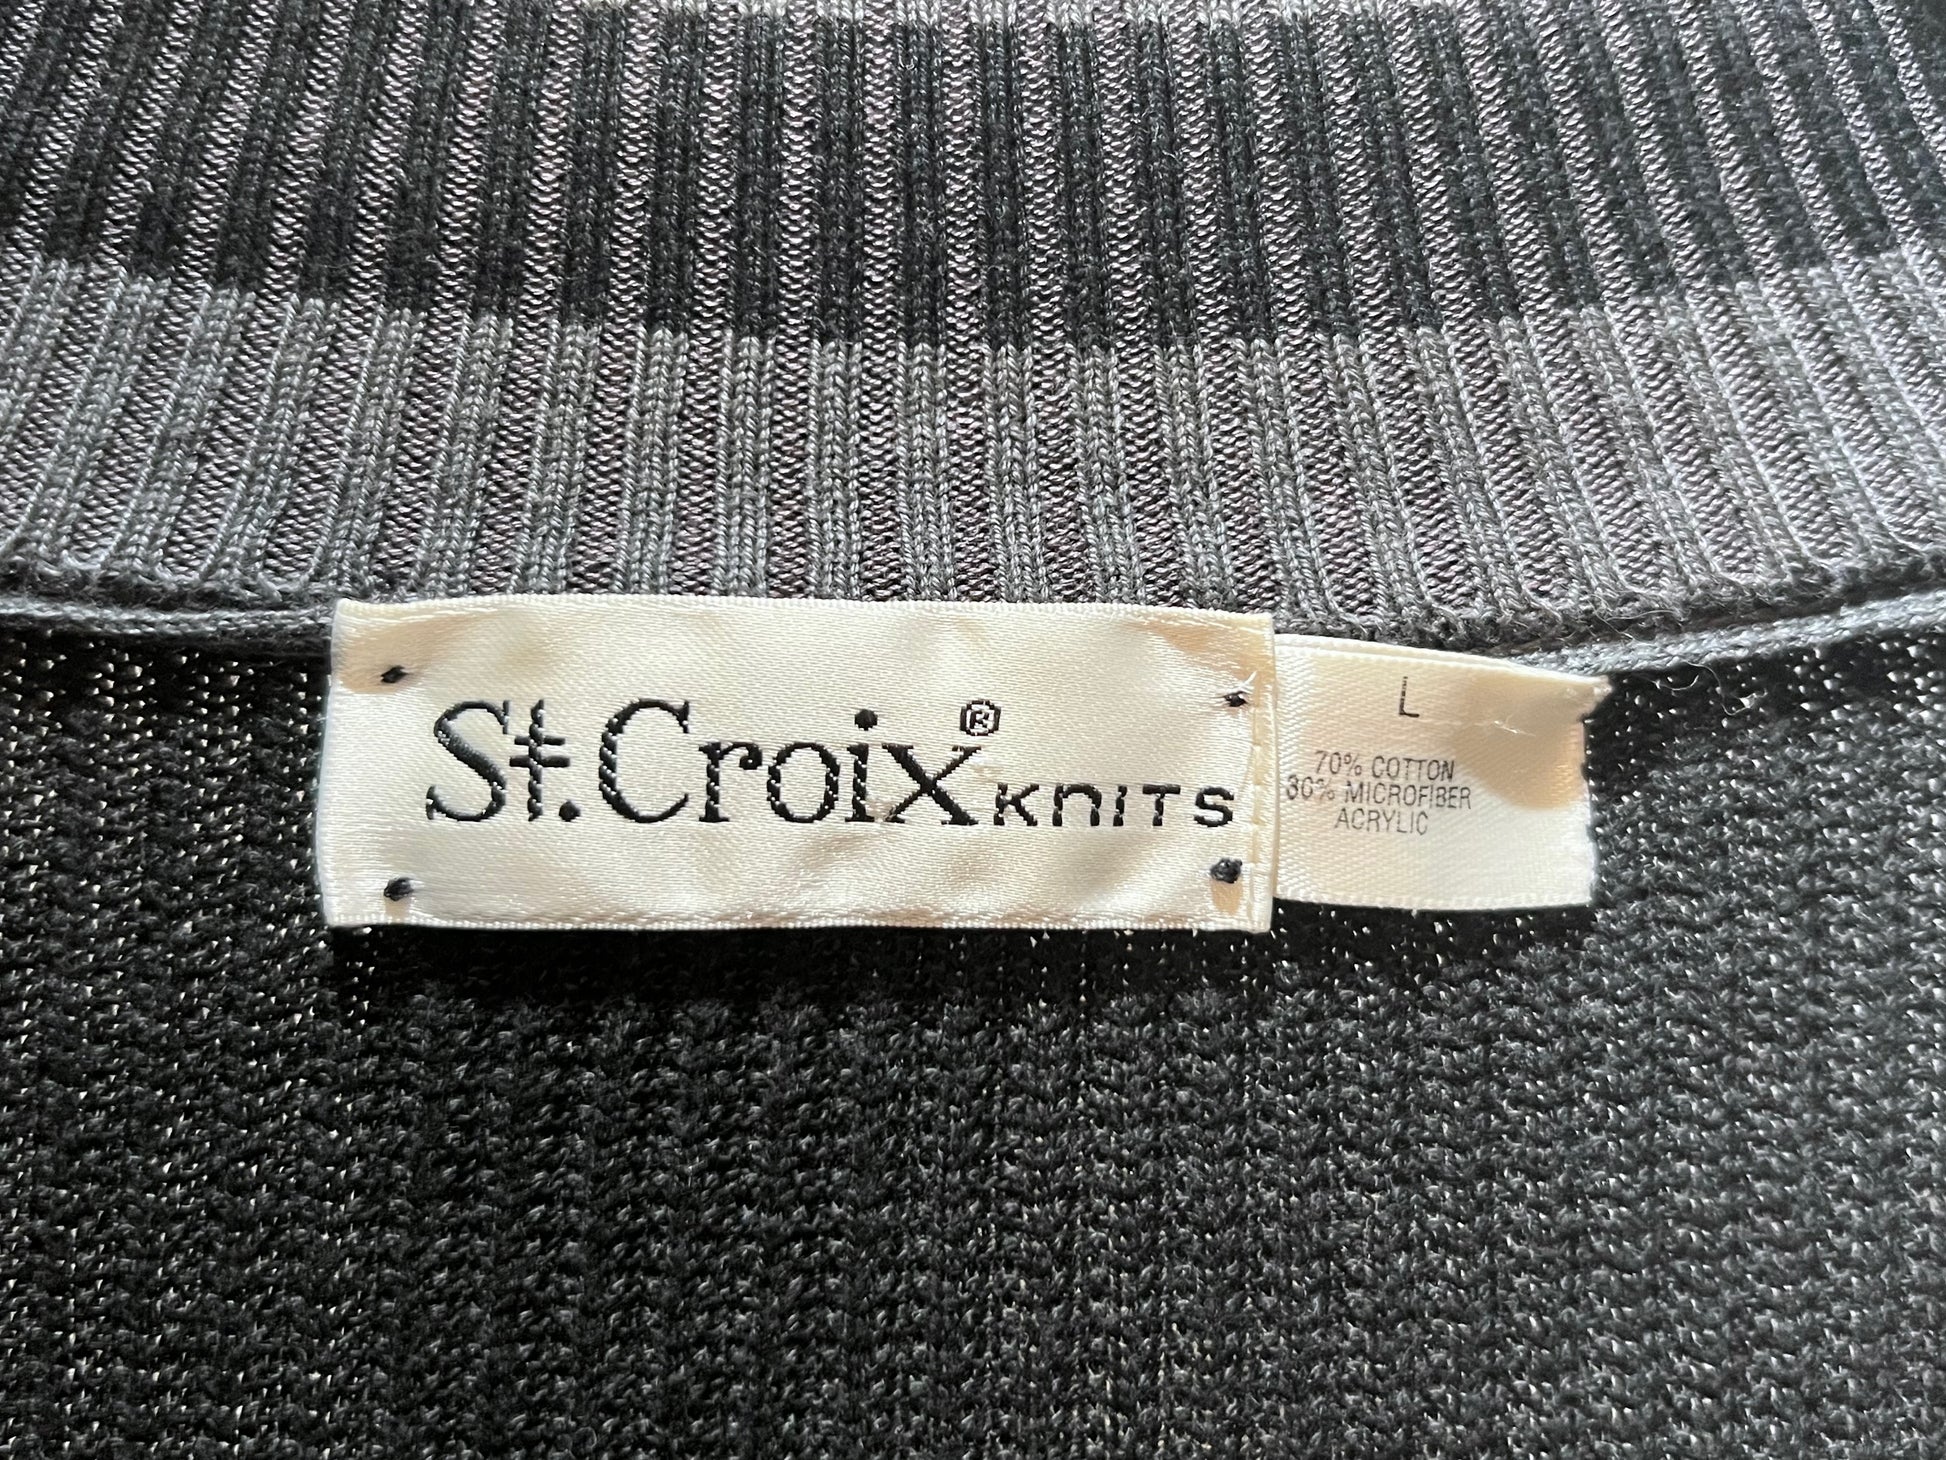 St.Croix® KNITS
L
70% COTTON
30% MICROFIBER
ACRYLIC